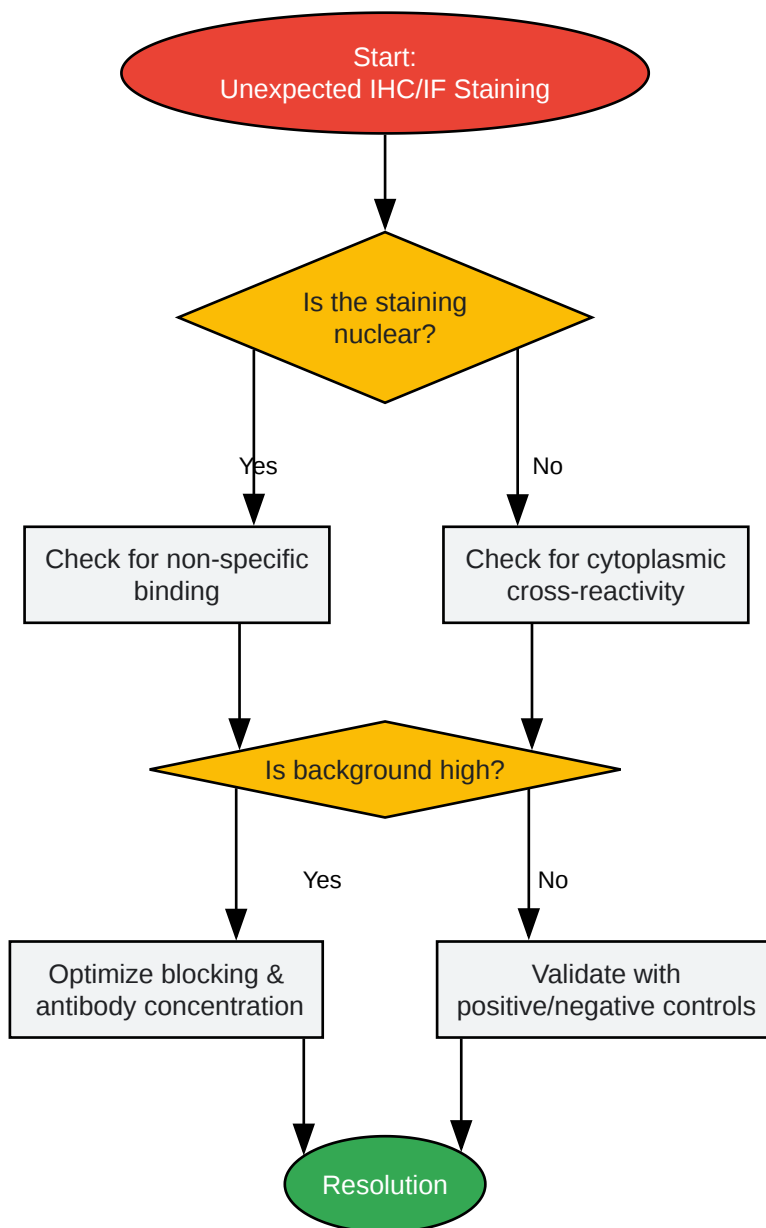 Start:
Unexpected IHC/IF Staining
Is the staining
nuclear?
Yes
No
Check for non-specific
binding
Check for cytoplasmic
cross-reactivity
Is background high?
Yes
No
Optimize blocking &
antibody concentration
Validate with
positive/negative controls
Resolution